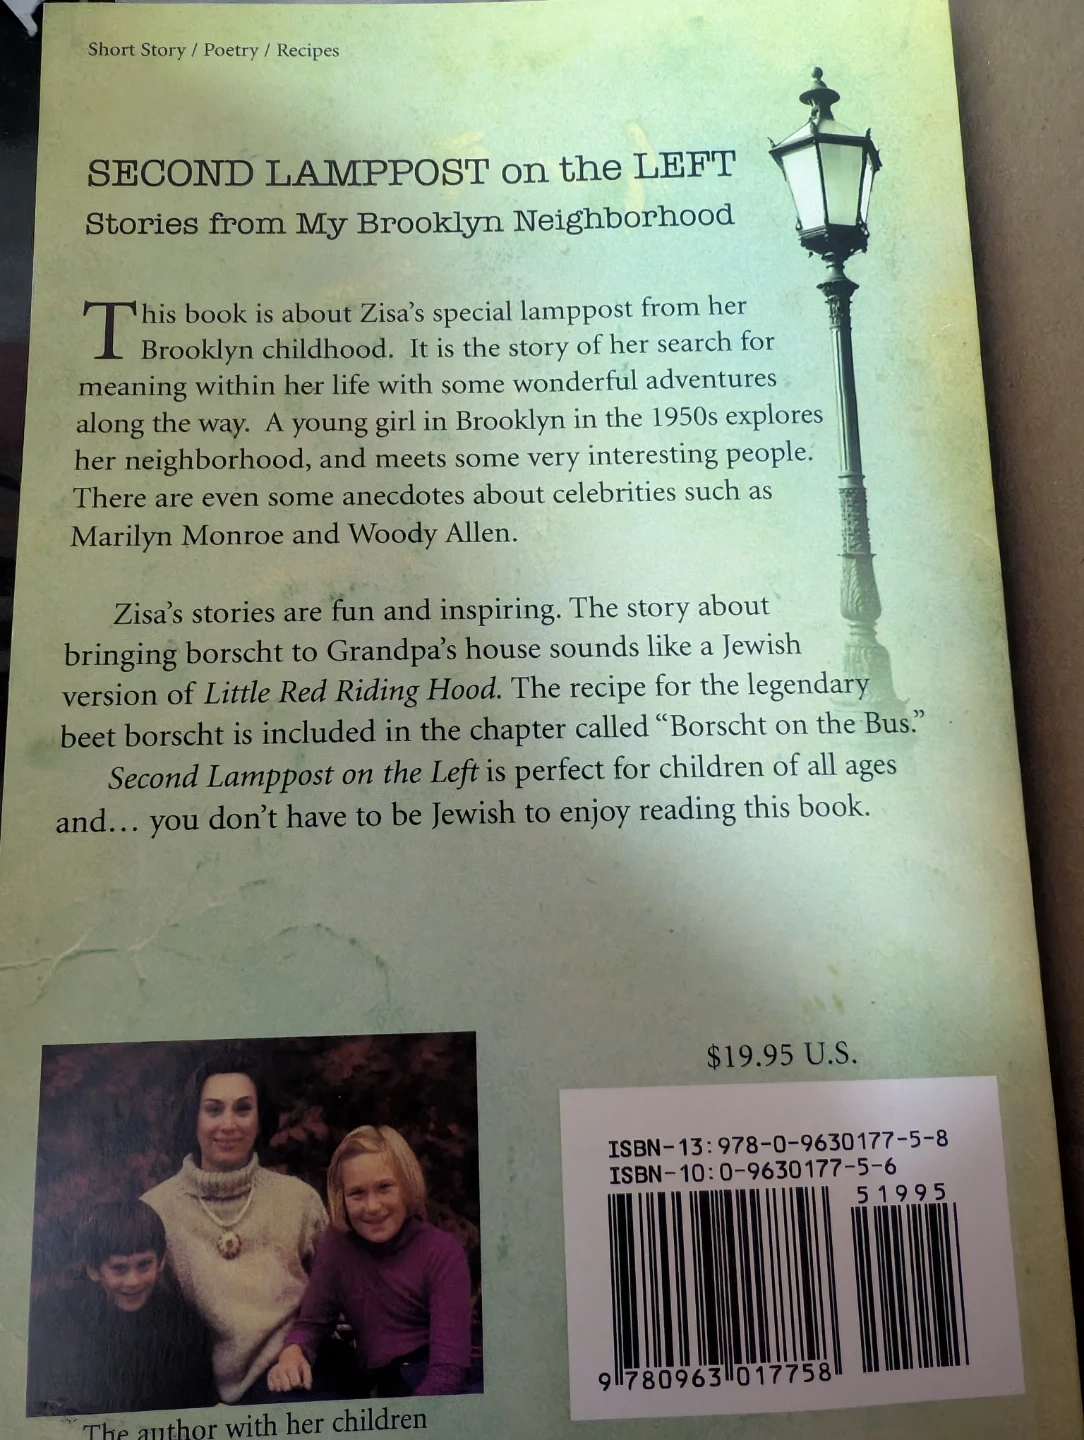 Short Story / Poetry / Recipes
SECOND LAMPPOST on the LEFT
Stories from My Brooklyn Neighborhood
This book is about Zisa's special lamppost from her
Brooklyn childhood. It is the story of her search for
meaning within her life with some wonderful adventures
along the way. A young girl in Brooklyn in the 1950s explores
her neighborhood, and meets some very interesting people.
There are even some anecdotes about celebrities such as
Marilyn Monroe and Woody Allen.
Zisa's stories are fun and inspiring. The story about
bringing borscht to Grandpa's house sounds like a Jewish
version of Little Red Riding Hood. The recipe for the legendary
beet borscht is included in the chapter called “Borscht on the Bus.”
Second Lamppost on the Left is perfect for children of all ages
and... you don't have to be Jewish to enjoy reading this book.
The author with her children
$19.95 U.S.
ISBN-13: 978-0-9630177-5-8
ISBN-10: 0-9630177-5-6
51995
9 780963 017758